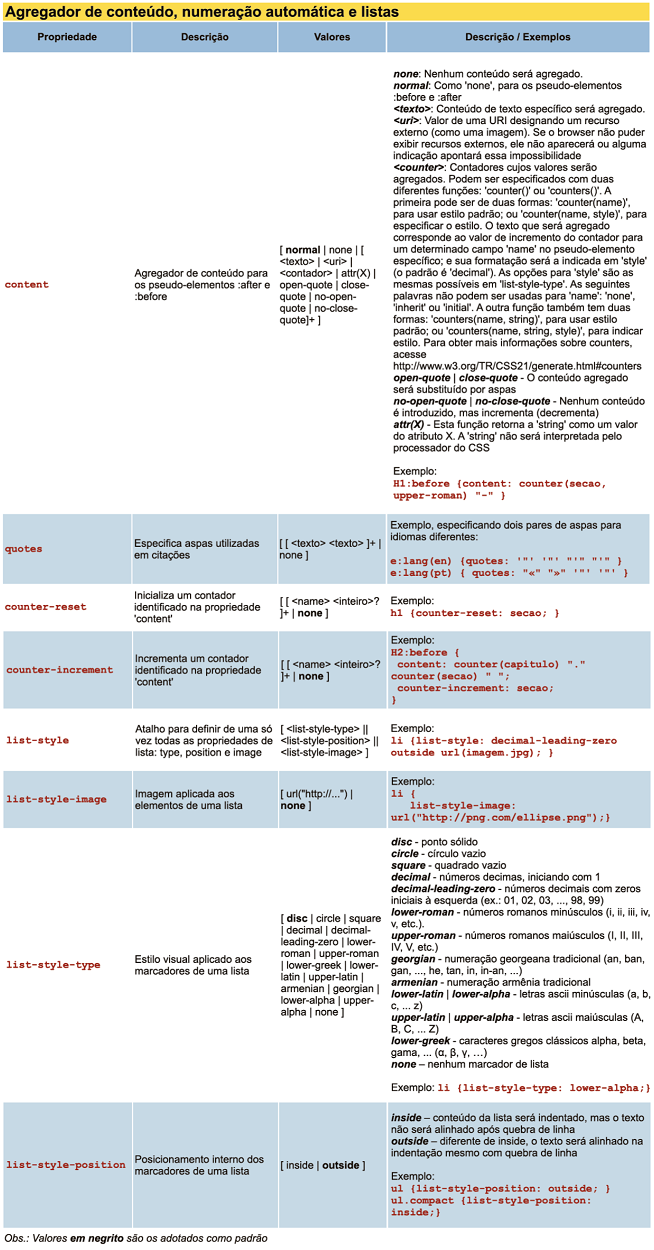 Agregador de conteúdo, numeração automática e listas
Propriedade
Descrição
Valores
Descrição / Exemplos
content
Agregador de conteúdo para
os pseudo-elementos :after e
:before
[ normal | none | [
<texto> | <uri> |
<contador> | attr(X) |
open-quote | close-
quote | no-open-
quote | no-close-
quote]+ ]
none: Nenhum conteúdo será agregado.
normal: Como 'none', para os pseudo-elementos
:before e :after
<texto>: Conteúdo de texto específico será agregado.
<uri>: Valor de uma URI designando um recurso
externo (como uma imagem). Se o browser não puder
exibir recursos externos, ele não aparecerá ou alguma
indicação apontará essa impossibilidade
<counter>: Contadores cujos valores serão
agregados. Podem ser especificados com duas
diferentes funções: 'counter()' ou 'counters()'. A
primeira pode ser de duas formas: 'counter(name)',
para usar estilo padrão; ou 'counter(name, style)', para
especificar o estilo. O texto que será agregado
corresponde ao valor de incremento do contador para
um determinado campo 'name' no pseudo-elemento
específico; e sua formatação será a indicada em 'style'
(o padrão é 'decimal'). As opções para 'style' são as
mesmas possíveis em 'list-style-type'. As seguintes
palavras não podem ser usadas para 'name': 'none',
'inherit' ou 'initial'. A outra função também tem duas
formas: 'counters(name, string)', para usar estilo
padrão; ou 'counters(name, string, style)', para indicar
estilo. Para obter mais informações sobre counters,
acesse
http://www.w3.org/TR/CSS21/generate.html#counters
open-quote | close-quote - O conteúdo agregado
será substituído por aspas
no-open-quote | no-close-quote - Nenhum conteúdo
é introduzido, mas incrementa (decrementa)
attr(X) - Esta função retorna a 'string' como um valor
do atributo X. A 'string' não será interpretada pelo
processador do CSS
Exemplo:
H1:before {content: counter(secao,
upper-roman) "-" }
quotes
Especifica aspas utilizadas
em citações
[ [ <texto> <texto> ]+ |
none ]
Exemplo, especificando dois pares de aspas para
idiomas diferentes:
e:lang(en) {quotes: '"' '"' "'" "'" }
e:lang(pt) { quotes: "«" "»" '"' '"' }
counter-reset
Inicializa um contador
identificado na propriedade
'content'
[ [ <name> <inteiro>?
]+ | none ]
Exemplo:
h1 {counter-reset: secao; }
counter-increment
Incrementa um contador
identificado na propriedade
'content'
[ [ <name> <inteiro>?
]+ | none ]
Exemplo:
H2:before {
content: counter(capitulo) "."
counter(secao) " ";
counter-increment: secao;
}
list-style
Atalho para definir de uma só
vez todas as propriedades de
lista: type, position e image
[ <list-style-type> ||
<list-style-position> ||
<list-style-image> ]
Exemplo:
li {list-style: decimal-leading-zero
outside url(imagem.jpg); }
list-style-image
Imagem aplicada aos
elementos de uma lista
[ url("http://...") |
none ]
Exemplo:
li {
list-style-image:
url("http://png.com/ellipse.png");}
list-style-type
Estilo visual aplicado aos
marcadores de uma lista
[ disc | circle | square
| decimal | decimal-
leading-zero | lower-
roman | upper-roman
| lower-greek | lower-
latin | upper-latin |
armenian | georgian |
lower-alpha | upper-
alpha | none ]
disc - ponto sólido
circle - círculo vazio
square - quadrado vazio
decimal - números decimas, iniciando com 1
decimal-leading-zero - números decimais com zeros
iniciais à esquerda (ex.: 01, 02, 03, ..., 98, 99)
lower-roman - números romanos minúsculos (i, ii, iii, iv,
v, etc.).
upper-roman - números romanos maiúsculos (I, II, III,
IV, V, etc.)
georgian - numeração georgeana tradicional (an, ban,
gan, ..., he, tan, in, in-an, ...)
armenian - numeração armênia tradicional
lower-latin | lower-alpha - letras ascii minúsculas (a, b,
c, ... z)
upper-latin | upper-alpha - letras ascii maiúsculas (A,
B, C, ... Z)
lower-greek - caracteres gregos clássicos alpha, beta,
gama, ... (α, β, γ, …)
none – nenhum marcador de lista
Exemplo: li {list-style-type: lower-alpha;}
list-style-position
Posicionamento interno dos
marcadores de uma lista
[ inside | outside ]
inside – conteúdo da lista será indentado, mas o texto
não será alinhado após quebra de linha
outside – diferente de inside, o texto será alinhado na
indentação mesmo com quebra de linha
Exemplo:
ul {list-style-position: outside; }
ul.compact {list-style-position:
inside;}
Obs.: Valores em negrito são os adotados como padrão